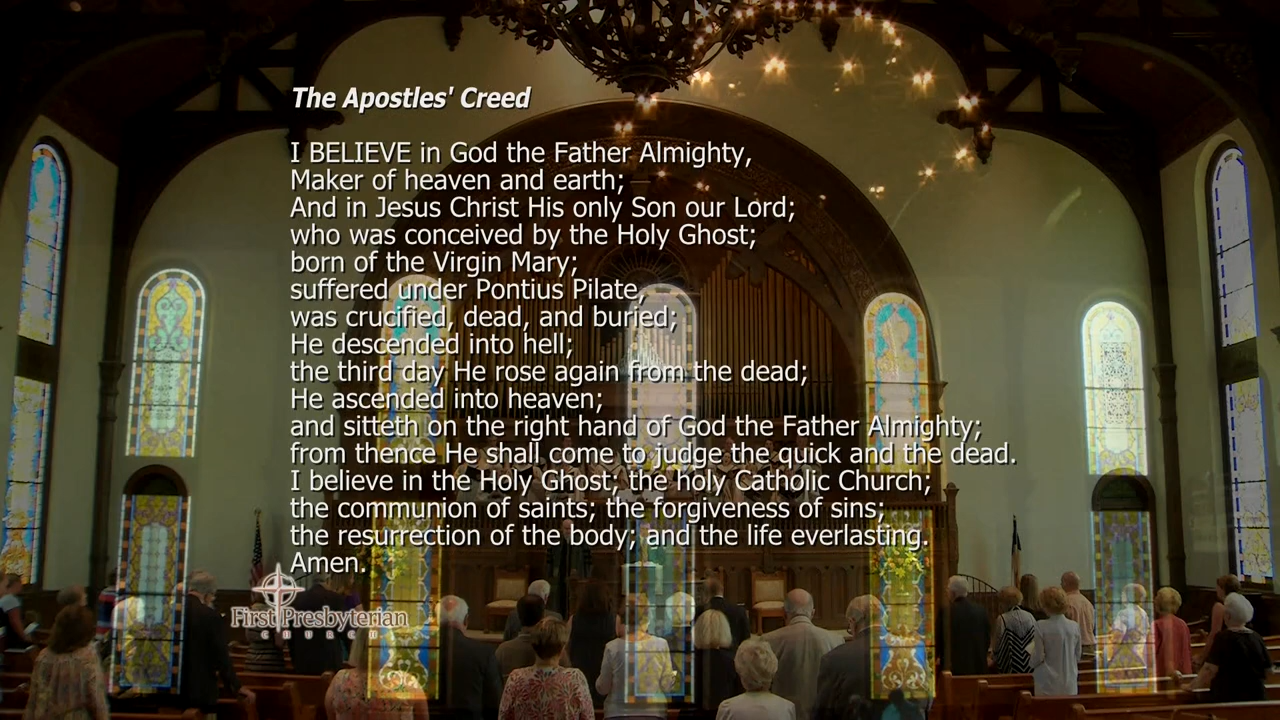 The Apostles' Creed
I BELIEVE in God the Father Almighty,
Maker of heaven and earth;
And in Jesus Christ His only Son our Lord;
who was conceived by the Holy Ghost;
born of the Virgin Mary;
suffered under Pontius Pilate,
was crucified, dead, and buried;
He descended into hell;
the third day He rose again from the dead;
He ascended into heaven;
and sitteth on the right hand of God the Father Almighty;
from thence He shall come to judge the quick and the dead.
I believe in the Holy Ghost; the holy Catholic Church;
the communion of saints; the forgiveness of sins;
the resurrection of the body; and the life everlasting.
Amen.
First Presbyterian
CHURCH